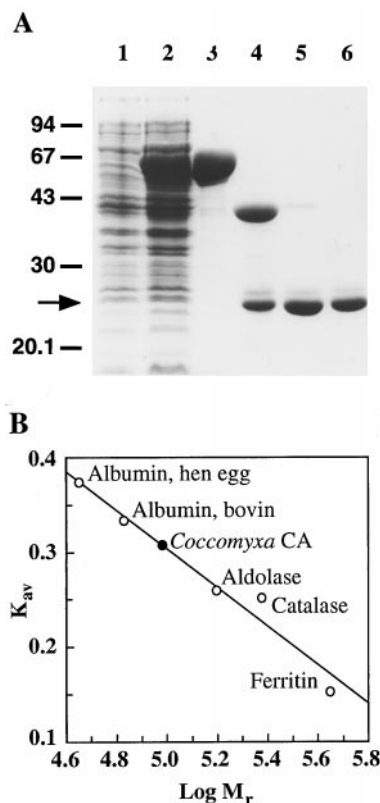 A
1 2 3 4 5 6
94
67
43
30
20.1
B
0.4
Albumin, hen egg
Albumin, bovin
0.3
Coccomyxa CA
Kav
Aldolase
0.2
Catalase
Ferritin
0.1
4.6 4.8 5.0 5.2 5.4 5.6 5.8
Log Mr